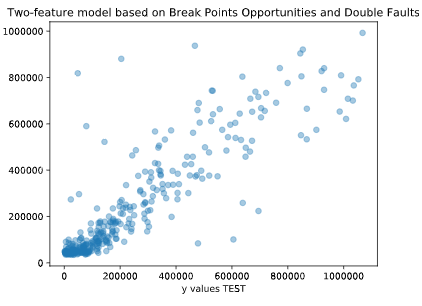 Two-feature model based on Break Points Opportunities and Double Faults
1000000
800000
600000
400000
200000
0
0 200000 400000 600000 800000 1000000
y values TEST